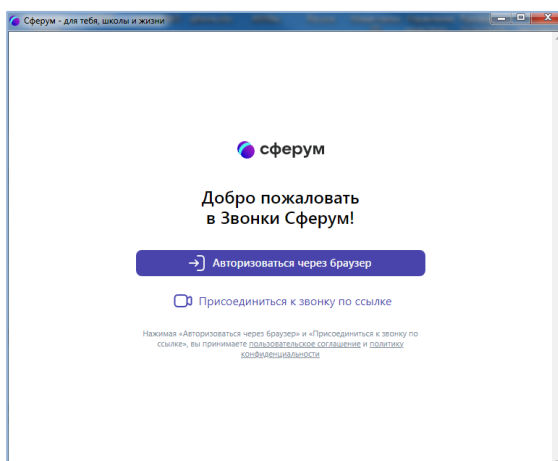 Сферум - для тебя, школы и жизни
сферум
Добро пожаловать
в Звонки Сферум!
Авторизоваться через браузер
Присоединиться к звонку по ссылке
Нажимая «Авторизоваться через браузер» и «Присоединиться к звонку по
ссылке», вы принимаете пользовательское соглашение и политику
конфиденциальности